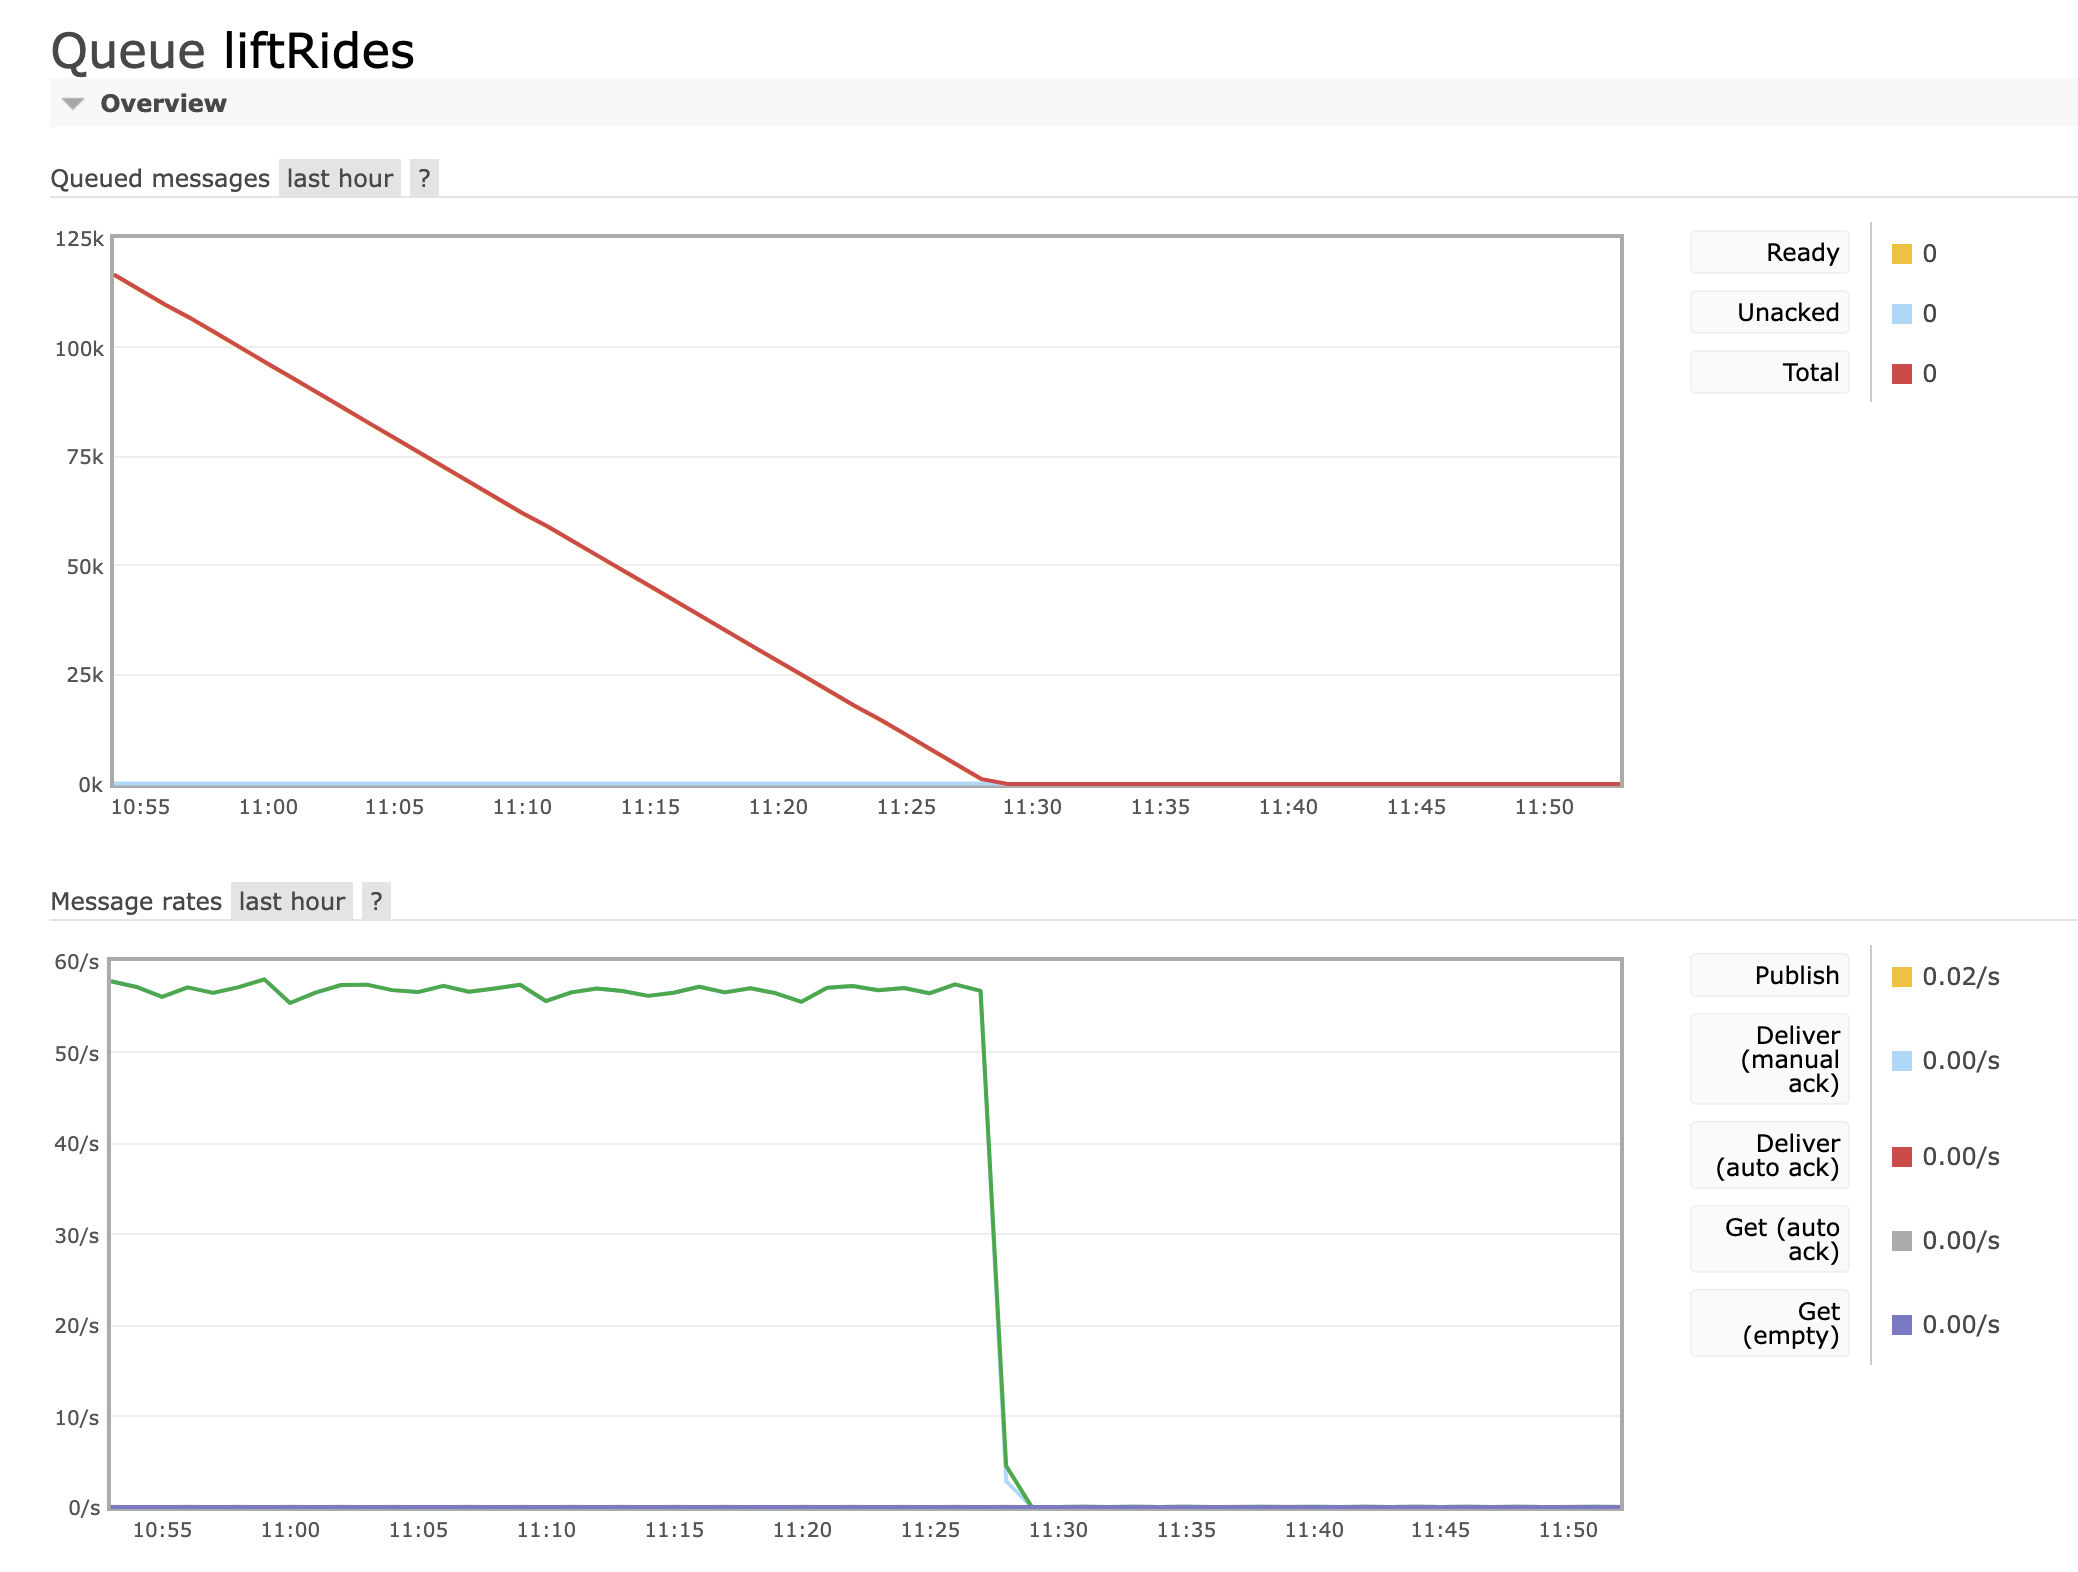 Queue liftRides
Overview
Queued messages last hour ?
125k
100k
75k
50k
25k
0k
10:55 11:00 11:05 11:10 11:15 11:20 11:25 11:30 11:35 11:40 11:45 11:50
Ready 0
Unacked 0
Total 0
Message rates last hour ?
60/s
50/s
40/s
30/s
20/s
10/s
0/s
10:55 11:00 11:05 11:10 11:15 11:20 11:25 11:30 11:35 11:40 11:45 11:50
Publish 0.02/s
Deliver
(manual 0.00/s
ack)
Deliver
(auto ack) 0.00/s
Get (auto
ack) 0.00/s
Get
(empty) 0.00/s